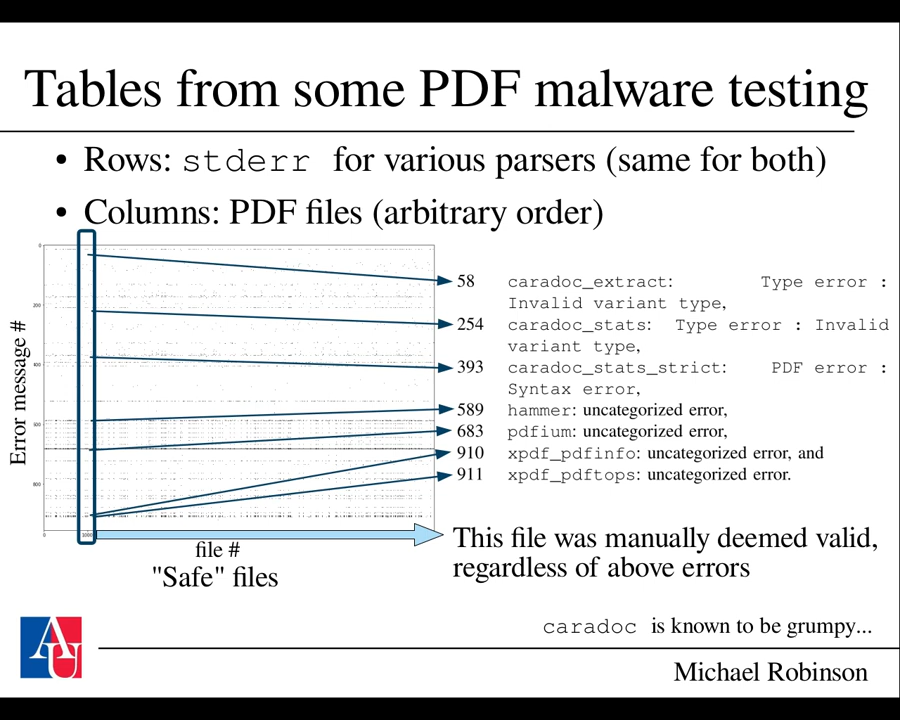 Tables from some PDF malware testing
• Rows: stderr for various parsers (same for both)
• Columns: PDF files (arbitrary order)
0
200
400
600
800
Error message #
0
1000
file #
"Safe" files
58 caradoc_extract: Type error :
Invalid variant type,
254 caradoc_stats: Type error : Invalid
variant type,
393 caradoc_stats_strict: PDF error :
Syntax error,
589 hammer: uncategorized error,
683 pdfium: uncategorized error,
910 xpdf_pdfinfo: uncategorized error, and
911 xpdf_pdftops: uncategorized error.
This file was manually deemed valid,
regardless of above errors
caradoc is known to be grumpy...
AU
Michael Robinson